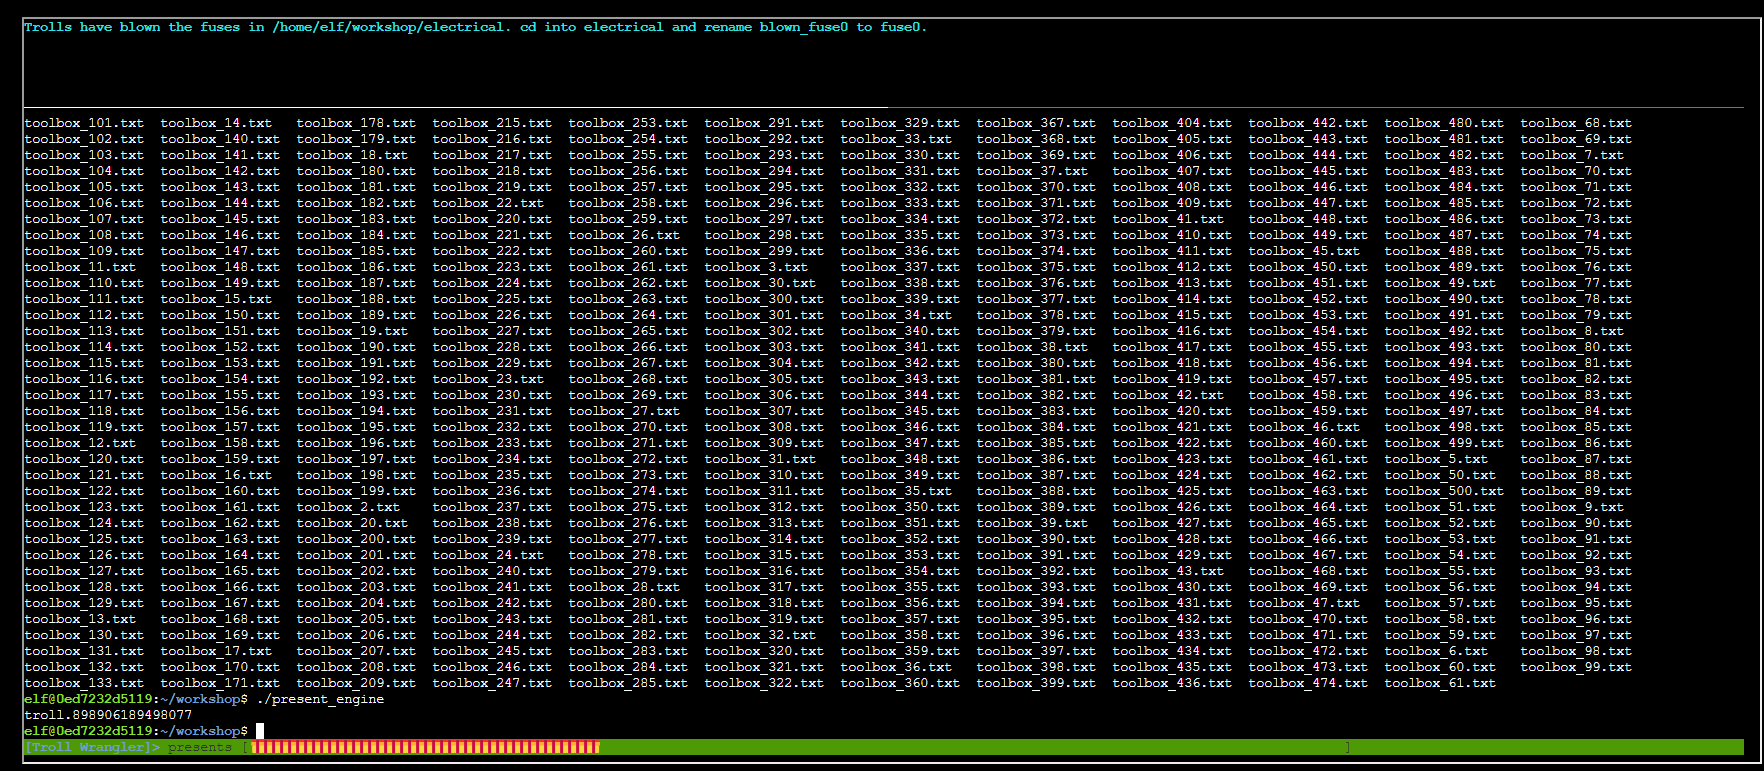 Trolls have blown the fuses in /home/elf/workshop/electrical. cd into electrical and rename blown_fuse0 to fuse0.
toolbox_101.txt toolbox_14.txt toolbox_178.txt toolbox_215.txt toolbox_253.txt toolbox_291.txt toolbox_329.txt toolbox_367.txt toolbox_404.txt toolbox_442.txt toolbox_480.txt toolbox_68.txt
toolbox_102.txt toolbox_140.txt toolbox_179.txt toolbox_216.txt toolbox_254.txt toolbox_292.txt toolbox_33.txt toolbox_368.txt toolbox_405.txt toolbox_443.txt toolbox_481.txt toolbox_69.txt
toolbox_103.txt toolbox_141.txt toolbox_18.txt toolbox_217.txt toolbox_255.txt toolbox_293.txt toolbox_330.txt toolbox_369.txt toolbox_406.txt toolbox_444.txt toolbox_482.txt toolbox_7.txt
toolbox_104.txt toolbox_142.txt toolbox_180.txt toolbox_218.txt toolbox_256.txt toolbox_294.txt toolbox_331.txt toolbox_37.txt toolbox_407.txt toolbox_445.txt toolbox_483.txt toolbox_70.txt
toolbox_105.txt toolbox_143.txt toolbox_181.txt toolbox_219.txt toolbox_257.txt toolbox_295.txt toolbox_332.txt toolbox_370.txt toolbox_408.txt toolbox_446.txt toolbox_484.txt toolbox_71.txt
toolbox_106.txt toolbox_144.txt toolbox_182.txt toolbox_22.txt toolbox_258.txt toolbox_296.txt toolbox_333.txt toolbox_371.txt toolbox_409.txt toolbox_447.txt toolbox_485.txt toolbox_72.txt
toolbox_107.txt toolbox_145.txt toolbox_183.txt toolbox_220.txt toolbox_259.txt toolbox_297.txt toolbox_334.txt toolbox_372.txt toolbox_41.txt toolbox_448.txt toolbox_486.txt toolbox_73.txt
toolbox_108.txt toolbox_146.txt toolbox_184.txt toolbox_221.txt toolbox_26.txt toolbox_298.txt toolbox_335.txt toolbox_373.txt toolbox_410.txt toolbox_449.txt toolbox_487.txt toolbox_74.txt
toolbox_109.txt toolbox_147.txt toolbox_185.txt toolbox_222.txt toolbox_260.txt toolbox_299.txt toolbox_336.txt toolbox_374.txt toolbox_411.txt toolbox_45.txt toolbox_488.txt toolbox_75.txt
toolbox_11.txt toolbox_148.txt toolbox_186.txt toolbox_223.txt toolbox_261.txt toolbox_3.txt toolbox_337.txt toolbox_375.txt toolbox_412.txt toolbox_450.txt toolbox_489.txt toolbox_76.txt
toolbox_110.txt toolbox_149.txt toolbox_187.txt toolbox_224.txt toolbox_262.txt toolbox_30.txt toolbox_338.txt toolbox_376.txt toolbox_413.txt toolbox_451.txt toolbox_49.txt toolbox_77.txt
toolbox_111.txt toolbox_15.txt toolbox_188.txt toolbox_225.txt toolbox_263.txt toolbox_300.txt toolbox_339.txt toolbox_377.txt toolbox_414.txt toolbox_452.txt toolbox_490.txt toolbox_78.txt
toolbox_112.txt toolbox_150.txt toolbox_189.txt toolbox_226.txt toolbox_264.txt toolbox_301.txt toolbox_34.txt toolbox_378.txt toolbox_415.txt toolbox_453.txt toolbox_491.txt toolbox_79.txt
toolbox_113.txt toolbox_151.txt toolbox_19.txt toolbox_227.txt toolbox_265.txt toolbox_302.txt toolbox_340.txt toolbox_379.txt toolbox_416.txt toolbox_454.txt toolbox_492.txt toolbox_8.txt
toolbox_114.txt toolbox_152.txt toolbox_190.txt toolbox_228.txt toolbox_266.txt toolbox_303.txt toolbox_341.txt toolbox_38.txt toolbox_417.txt toolbox_455.txt toolbox_493.txt toolbox_80.txt
toolbox_115.txt toolbox_153.txt toolbox_191.txt toolbox_229.txt toolbox_267.txt toolbox_304.txt toolbox_342.txt toolbox_380.txt toolbox_418.txt toolbox_456.txt toolbox_494.txt toolbox_81.txt
toolbox_116.txt toolbox_154.txt toolbox_192.txt toolbox_23.txt toolbox_268.txt toolbox_305.txt toolbox_343.txt toolbox_381.txt toolbox_419.txt toolbox_457.txt toolbox_495.txt toolbox_82.txt
toolbox_117.txt toolbox_155.txt toolbox_193.txt toolbox_230.txt toolbox_269.txt toolbox_306.txt toolbox_344.txt toolbox_382.txt toolbox_42.txt toolbox_458.txt toolbox_496.txt toolbox_83.txt
toolbox_118.txt toolbox_156.txt toolbox_194.txt toolbox_231.txt toolbox_27.txt toolbox_307.txt toolbox_345.txt toolbox_383.txt toolbox_420.txt toolbox_459.txt toolbox_497.txt toolbox_84.txt
toolbox_119.txt toolbox_157.txt toolbox_195.txt toolbox_232.txt toolbox_270.txt toolbox_308.txt toolbox_346.txt toolbox_384.txt toolbox_421.txt toolbox_46.txt toolbox_498.txt toolbox_85.txt
toolbox_12.txt toolbox_158.txt toolbox_196.txt toolbox_233.txt toolbox_271.txt toolbox_309.txt toolbox_347.txt toolbox_385.txt toolbox_422.txt toolbox_460.txt toolbox_499.txt toolbox_86.txt
toolbox_120.txt toolbox_159.txt toolbox_197.txt toolbox_234.txt toolbox_272.txt toolbox_31.txt toolbox_348.txt toolbox_386.txt toolbox_423.txt toolbox_461.txt toolbox_5.txt toolbox_87.txt
toolbox_121.txt toolbox_16.txt toolbox_198.txt toolbox_235.txt toolbox_273.txt toolbox_310.txt toolbox_349.txt toolbox_387.txt toolbox_424.txt toolbox_462.txt toolbox_50.txt toolbox_88.txt
toolbox_122.txt toolbox_160.txt toolbox_199.txt toolbox_236.txt toolbox_274.txt toolbox_311.txt toolbox_35.txt toolbox_388.txt toolbox_425.txt toolbox_463.txt toolbox_500.txt toolbox_89.txt
toolbox_123.txt toolbox_161.txt toolbox_2.txt toolbox_237.txt toolbox_275.txt toolbox_312.txt toolbox_350.txt toolbox_389.txt toolbox_426.txt toolbox_464.txt toolbox_51.txt toolbox_9.txt
toolbox_124.txt toolbox_162.txt toolbox_20.txt toolbox_238.txt toolbox_276.txt toolbox_313.txt toolbox_351.txt toolbox_39.txt toolbox_427.txt toolbox_465.txt toolbox_52.txt toolbox_90.txt
toolbox_125.txt toolbox_163.txt toolbox_200.txt toolbox_239.txt toolbox_277.txt toolbox_314.txt toolbox_352.txt toolbox_390.txt toolbox_428.txt toolbox_466.txt toolbox_53.txt toolbox_91.txt
toolbox_126.txt toolbox_164.txt toolbox_201.txt toolbox_24.txt toolbox_278.txt toolbox_315.txt toolbox_353.txt toolbox_391.txt toolbox_429.txt toolbox_467.txt toolbox_54.txt toolbox_92.txt
toolbox_127.txt toolbox_165.txt toolbox_202.txt toolbox_240.txt toolbox_279.txt toolbox_316.txt toolbox_354.txt toolbox_392.txt toolbox_43.txt toolbox_468.txt toolbox_55.txt toolbox_93.txt
toolbox_128.txt toolbox_166.txt toolbox_203.txt toolbox_241.txt toolbox_28.txt toolbox_317.txt toolbox_355.txt toolbox_393.txt toolbox_430.txt toolbox_469.txt toolbox_56.txt toolbox_94.txt
toolbox_129.txt toolbox_167.txt toolbox_204.txt toolbox_242.txt toolbox_280.txt toolbox_318.txt toolbox_356.txt toolbox_394.txt toolbox_431.txt toolbox_47.txt toolbox_57.txt toolbox_95.txt
toolbox_13.txt toolbox_168.txt toolbox_205.txt toolbox_243.txt toolbox_281.txt toolbox_319.txt toolbox_357.txt toolbox_395.txt toolbox_432.txt toolbox_470.txt toolbox_58.txt toolbox_96.txt
toolbox_130.txt toolbox_169.txt toolbox_206.txt toolbox_244.txt toolbox_282.txt toolbox_32.txt toolbox_358.txt toolbox_396.txt toolbox_433.txt toolbox_471.txt toolbox_59.txt toolbox_97.txt
toolbox_131.txt toolbox_17.txt toolbox_207.txt toolbox_245.txt toolbox_283.txt toolbox_320.txt toolbox_359.txt toolbox_397.txt toolbox_434.txt toolbox_472.txt toolbox_6.txt toolbox_98.txt
toolbox_132.txt toolbox_170.txt toolbox_208.txt toolbox_246.txt toolbox_284.txt toolbox_321.txt toolbox_36.txt toolbox_398.txt toolbox_435.txt toolbox_473.txt toolbox_60.txt toolbox_99.txt
toolbox_133.txt toolbox_171.txt toolbox_209.txt toolbox_247.txt toolbox_285.txt toolbox_322.txt toolbox_360.txt toolbox_399.txt toolbox_436.txt toolbox_474.txt toolbox_61.txt
elf@0ed7232d5119:~/workshop$ ./present_engine
troll.898906189498077
elf@0ed7232d5119:~/workshop$
[Troll Wrangler]> presents [ ]